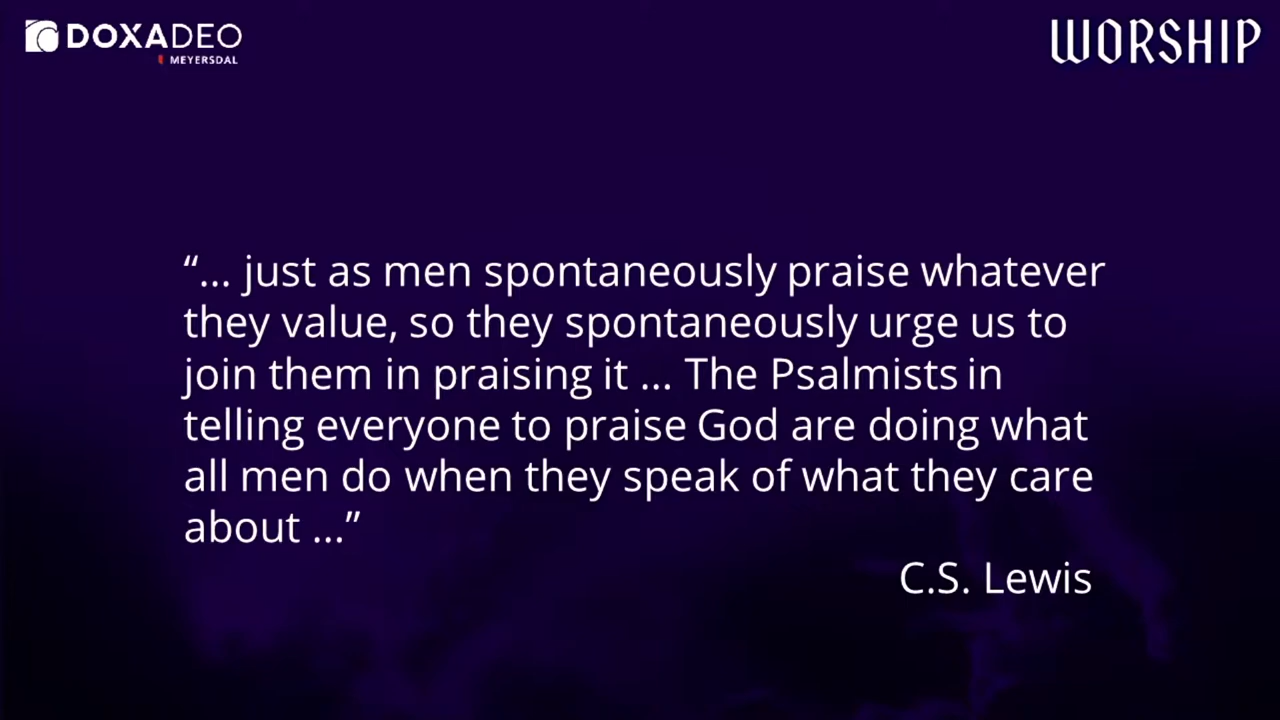 DOXADEO
MEYERSDAL
WORSHIP
“... just as men spontaneously praise whatever
they value, so they spontaneously urge us to
join them in praising it ... The Psalmists in
telling everyone to praise God are doing what
all men do when they speak of what they care
about ...”
C.S. Lewis